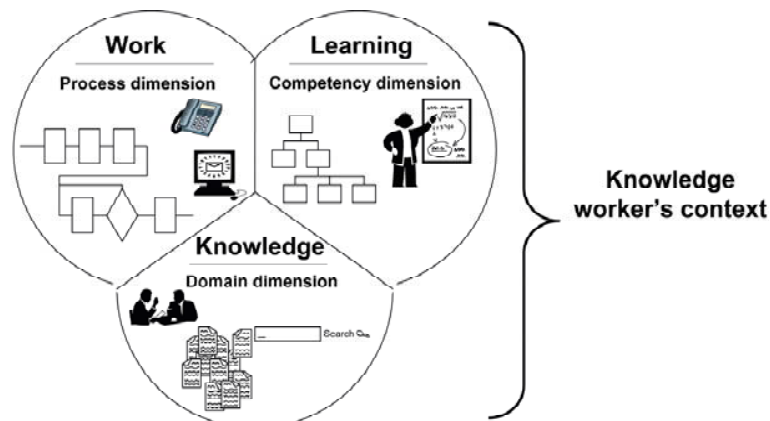 Work
Process dimension
Learning
Competency dimension
Knowledge
Domain dimension
Search
Knowledge
worker's context